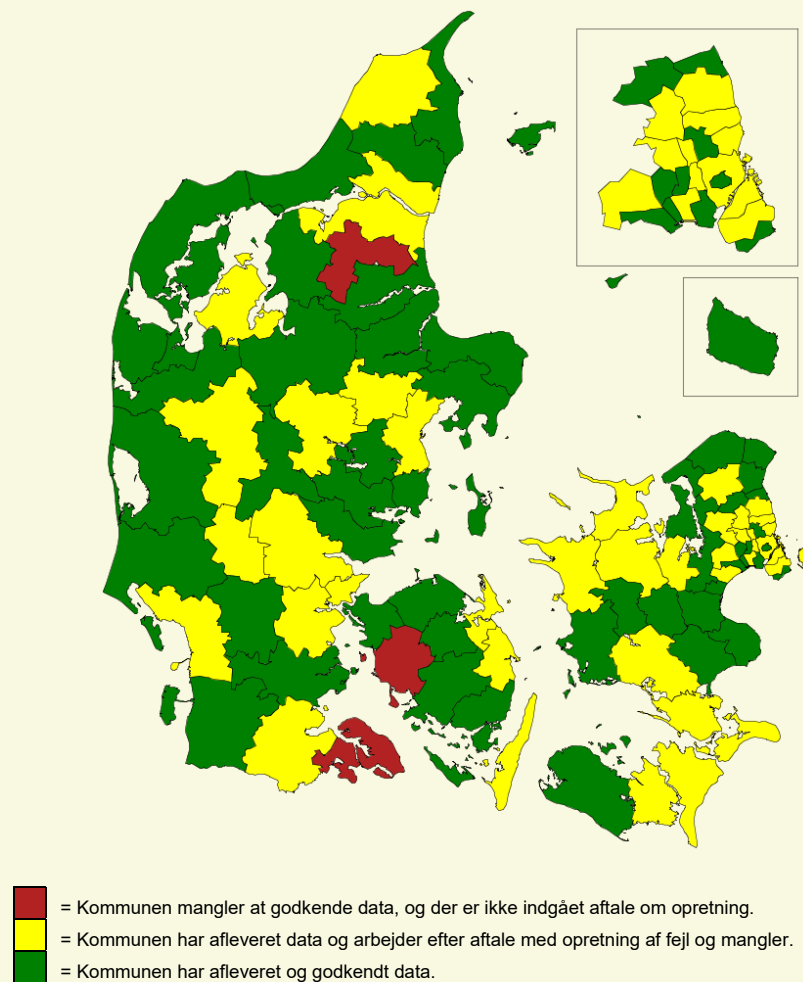 = Kommunen mangler at godkende data, og der er ikke indgået aftale om opretning.
= Kommunen har afleveret data og arbejder efter aftale med opretning af fejl og mangler.
= Kommunen har afleveret og godkendt data.